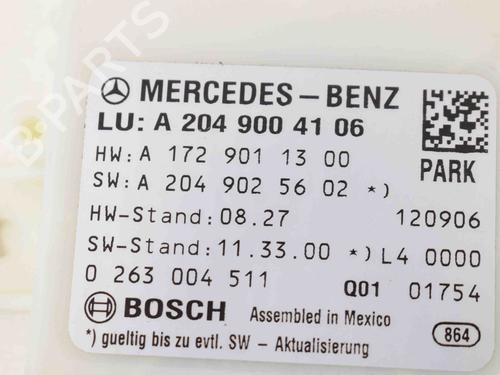 B-PARTS
MERCEDES-BENZ
LU: A 204 900 41 06
HW: A 172 901 13 00
PARK
SW: A 204 902 56 02 *)
HW-Stand: 08.27 120906
SW-Stand: 11.33.00 *) L4 0000
0 263 004 511 Q01 01754
BOSCH Assembled in Mexico
*) gueltig bis zu evtl. SW - Aktualisierung 864